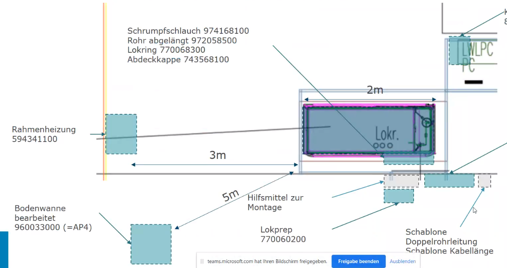 Schrumpfschlauch 974168100
Rohr abgelängt 972058500
Lokring 770068300
Abdeckkappe 743568100
LWLPC
PC
2m
Lokr.
Rahmenheizung
594341100
3m
5m
Hilfsmittel zur
Montage
Bodenwanne
bearbeitet
960033000 (=AP4)
Lokprep
770060200
Schablone
Doppelrohrleitung
Schablone Kabellänge
teams.microsoft.com hat Ihren Bildschirm freigegeben.
Freigabe beenden
Ausblenden